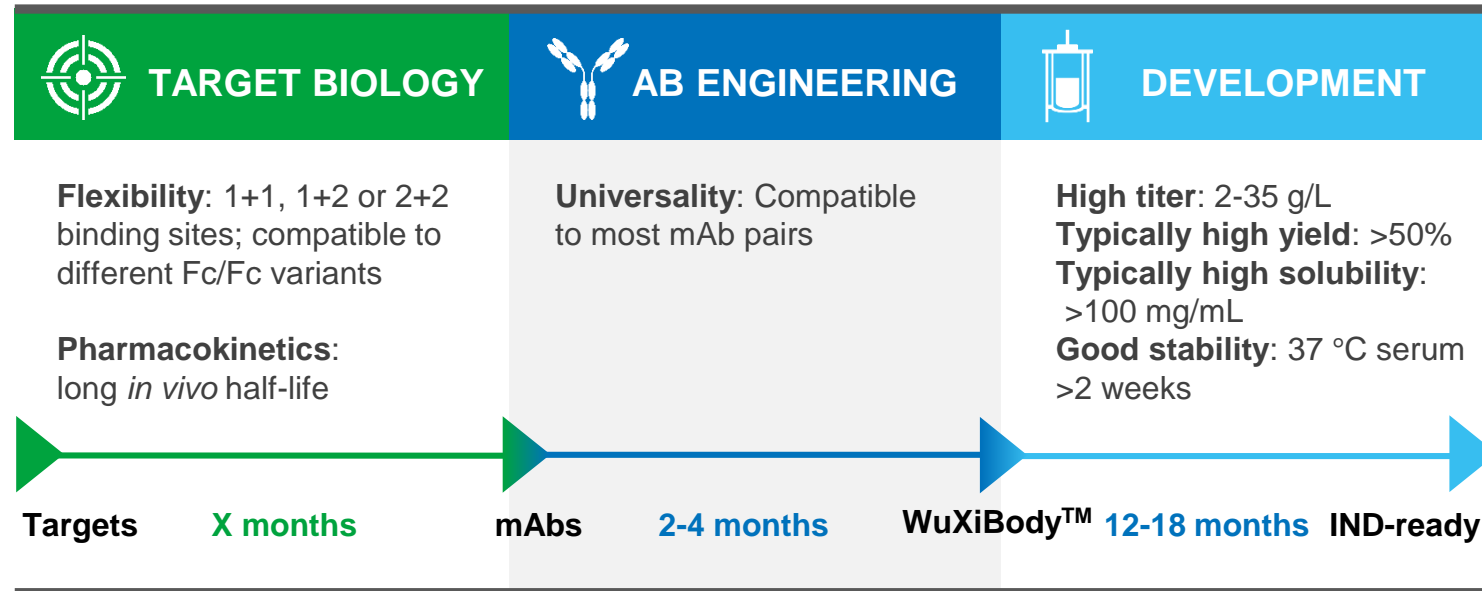 TARGET BIOLOGY
AB ENGINEERING
DEVELOPMENT
Flexibility: 1+1, 1+2 or 2+2
binding sites; compatible to
different Fc/Fc variants
Pharmacokinetics:
long in vivo half-life
Universality: Compatible
to most mAb pairs
High titer: 2-35 g/L
Typically high yield: >50%
Typically high solubility:
>100 mg/mL
Good stability: 37 °C serum
>2 weeks
Targets X months mAbs 2-4 months WuXiBody™ 12-18 months IND-ready